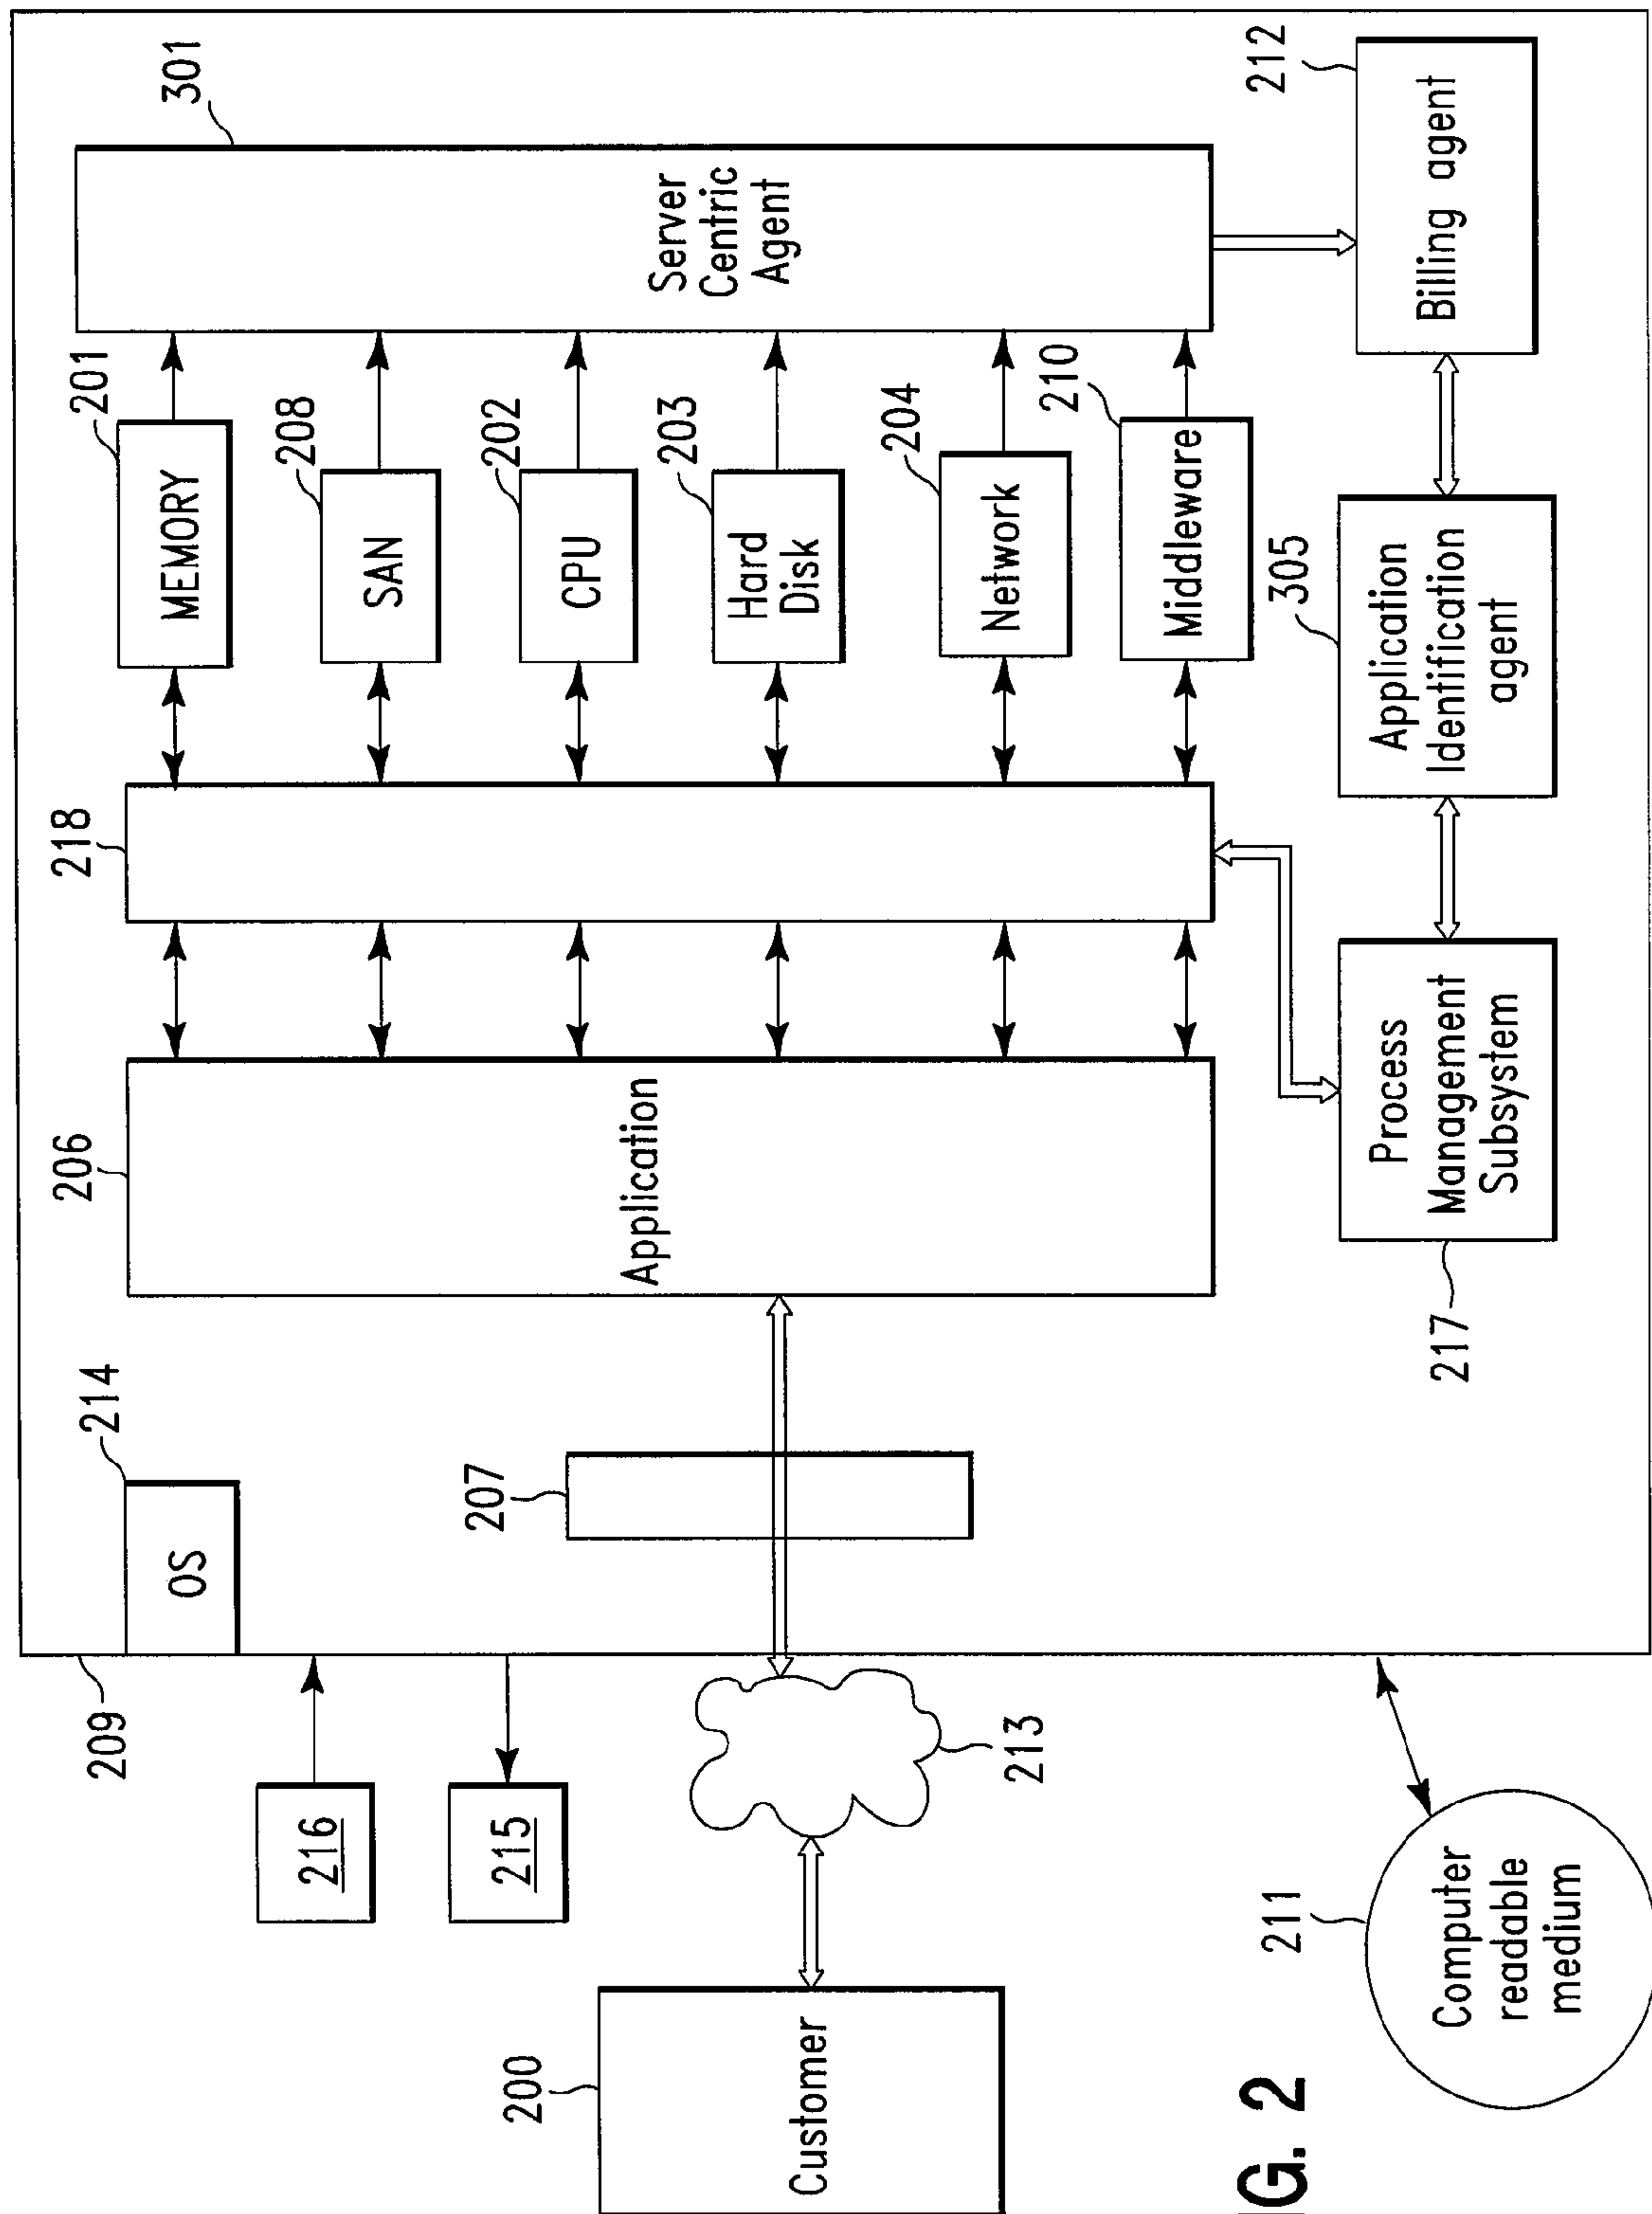 301
Server
Centric
Agent
212
Billing agent
201
MEMORY
208
SAN
202
CPU
203
Hard
Disk
204
Network
210
Middleware
305
Application
Identification
agent
218
206
Application
217
Process
Management
Subsystem
214
OS
207
209
216
215
213
200
Customer
211
Computer
readable
medium
G. 2